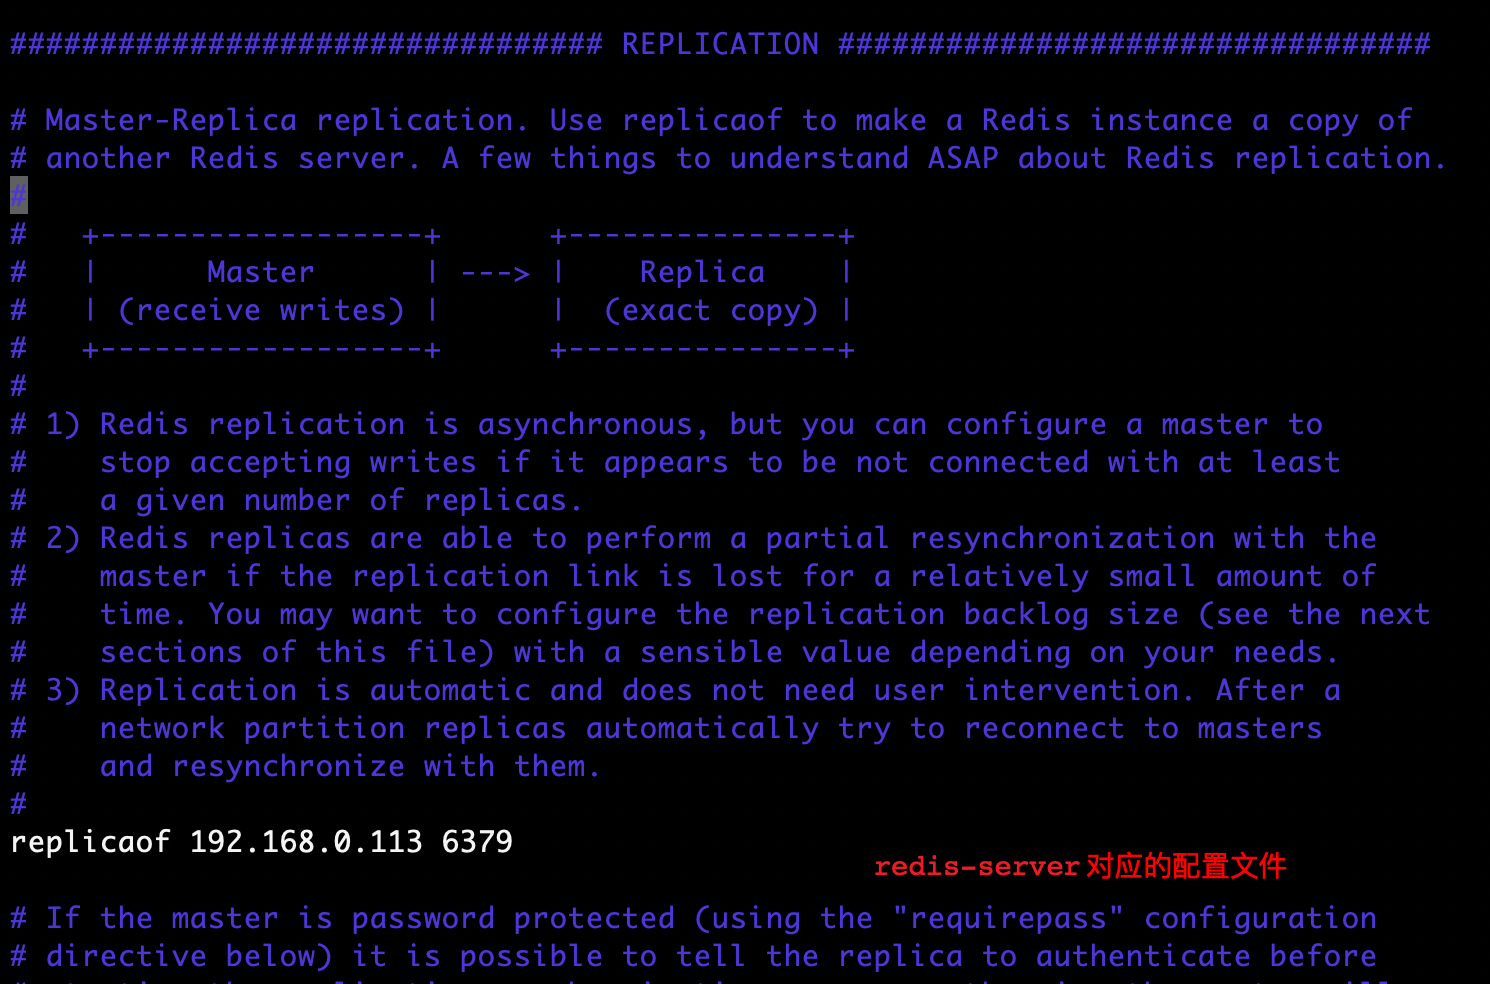 ################################# REPLICATION #################################
# Master-Replica replication. Use replicaof to make a Redis instance a copy of
# another Redis server. A few things to understand ASAP about Redis replication.
#
#   +------------------+      +---------------+
#   |      Master      | ---> |    Replica    |
#   | (receive writes) |      |  (exact copy) |
#   +------------------+      +---------------+
#
# 1) Redis replication is asynchronous, but you can configure a master to
#    stop accepting writes if it appears to be not connected with at least
#    a given number of replicas.
# 2) Redis replicas are able to perform a partial resynchronization with the
#    master if the replication link is lost for a relatively small amount of
#    time. You may want to configure the replication backlog size (see the next
#    sections of this file) with a sensible value depending on your needs.
# 3) Replication is automatic and does not need user intervention. After a
#    network partition replicas automatically try to reconnect to masters
#    and resynchronize with them.
#
replicaof 192.168.0.113 6379
redis-server 对应的配置文件
# If the master is password protected (using the "requirepass" configuration
# directive below) it is possible to tell the replica to authenticate before